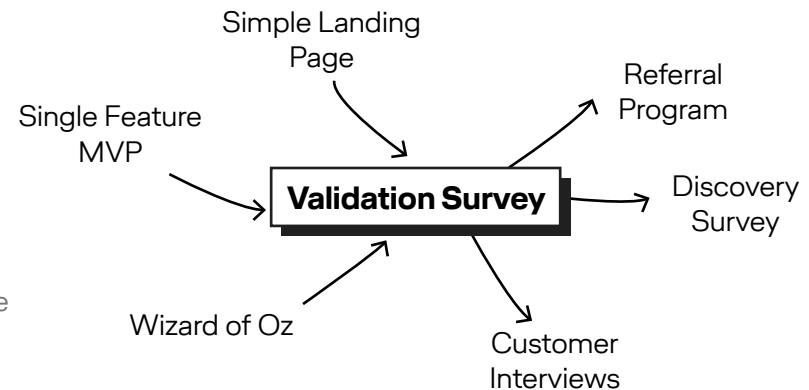 Simple Landing
Page
Referral
Program
Single Feature
MVP
Validation Survey
Discovery
Survey
e
Wizard of Oz
Customer
Interviews